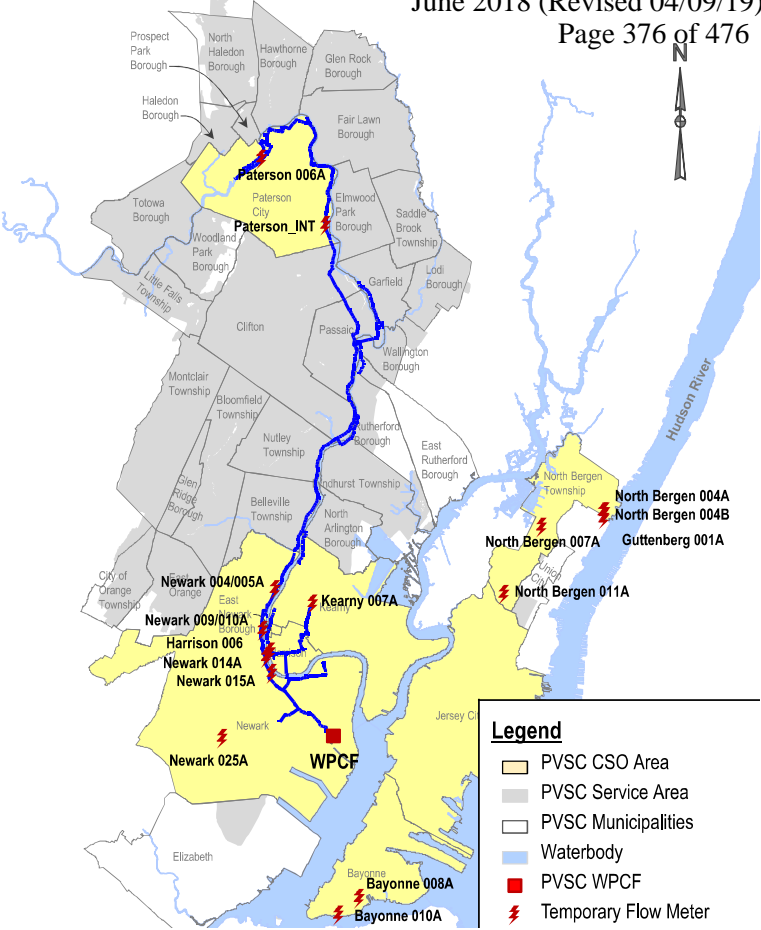 June 2018 (Revised 04/09/19)
Page 376 of 476
N
Prospect
Park
Borough
North
Haledon
Borough
Hawthorne
Borough
Glen Rock
Borough
Haledon
Borough
Fair Lawn
Borough
Paterson 006A
Paterson
City
Elmwood
Park
Borough
Totowa
Borough
Paterson_INT
Saddle
Brook
Township
Woodland
Park
Borough
Little Falls
Township
Garfield
Lodi
Borough
Clifton
Passaic
Wallington
Borough
Hudson River
Montclair
Township
Bloomfield
Township
Nutley
Township
Rutherford
Borough
East
Rutherford
Borough
Glen
Ridge
Borough
Belleville
Township
ndhurst Township
North
Arlington
Borough
North Bergen
Township
North Bergen 004A
North Bergen 004B
North Bergen 007A
Guttenberg 001A
Union
City
City of
Orange
Township
East
Orange
Newark 004/005A
East
Newark
Borough
Kearny 007A
Kearny
North Bergen 011A
Newark 009/010A
Harrison 006
Newark 014A
Newark 015A
Newark
Jersey Cit
WPCF
Newark 025A
Elizabeth
Bayonne
Bayonne 008A
Bayonne 010A
Legend
PVSC CSO Area
PVSC Service Area
PVSC Municipalities
Waterbody
PVSC WPCF
Temporary Flow Meter